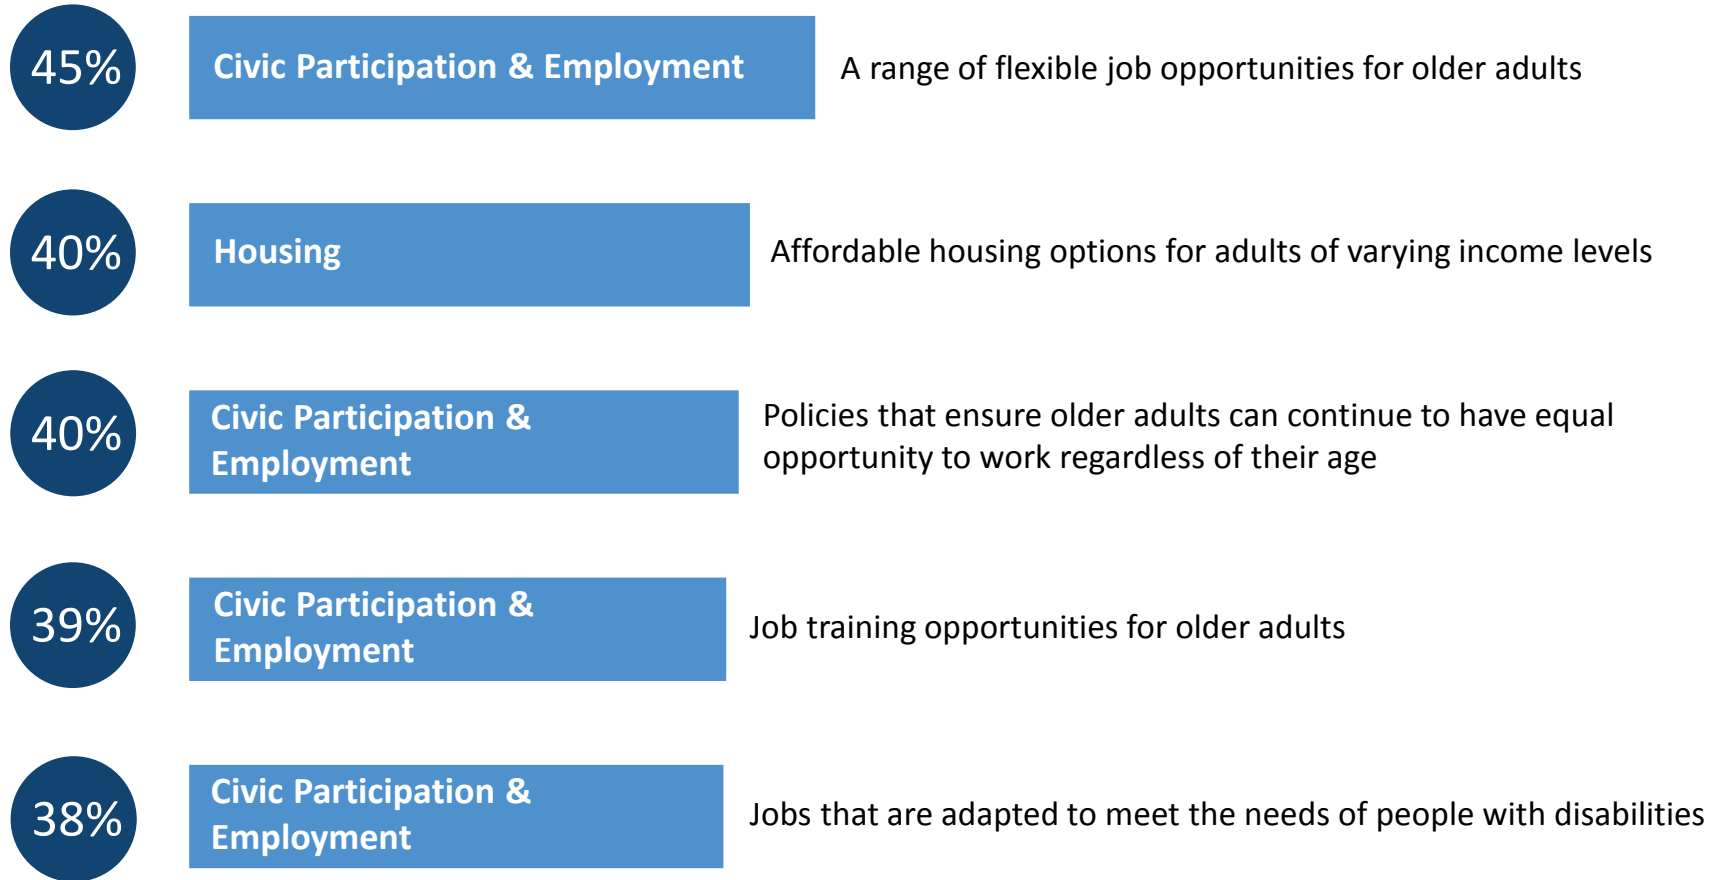 45%
Civic Participation & Employment
A range of flexible job opportunities for older adults
40%
Housing
Affordable housing options for adults of varying income levels
40%
Civic Participation &
Employment
Policies that ensure older adults can continue to have equal
opportunity to work regardless of their age
39%
Civic Participation &
Employment
Job training opportunities for older adults
38%
Civic Participation &
Employment
Jobs that are adapted to meet the needs of people with disabilities